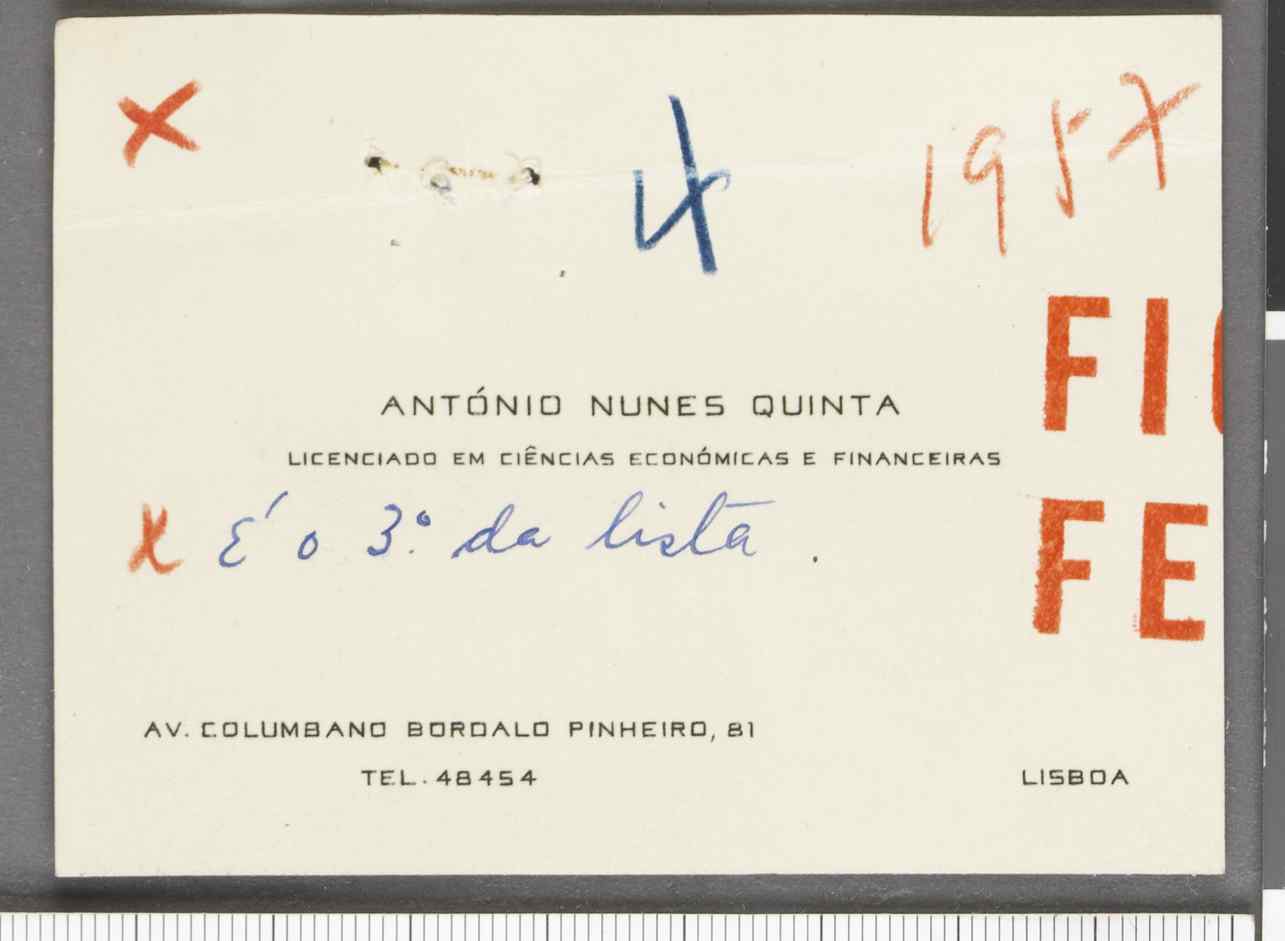 x
4
1957
FI
ANTÓNIO NUNES QUINTA
LICENCIADO EM CIÊNCIAS ECONÓMICAS E FINANCEIRAS
FE
x É o 3.º da lista.
AV. COLUMBANO BORDALO PINHEIRO, 81
TEL. 48454
LISBOA